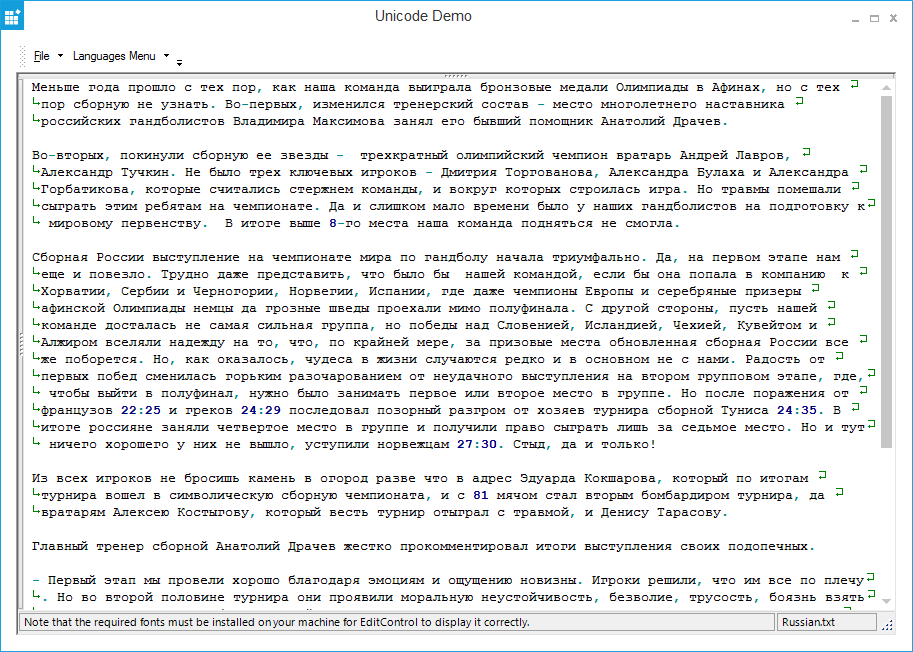 Unicode Demo
File Languages Menu
Меньше года прошло с тех пор, как наша команда выиграла бронзовые медали Олимпиады в Афинах, но с тех
пор сборную не узнать. Во-первых, изменился тренерский состав - место многолетнего наставника
российских гандболистов Владимира Максимова занял его бывший помощник Анатолий Драчев.
Во-вторых, покинули сборную ее звезды -  трехкратный олимпийский чемпион вратарь Андрей Лавров,
Александр Тучкин. Не было трех ключевых игроков - Дмитрия Торгованова, Александра Булаха и Александра
Горбатикова, которые считались стержнем команды, и вокруг которых строилась игра. Но травмы помешали
сыграть этим ребятам на чемпионате. Да и слишком мало времени было у наших гандболистов на подготовку к
мировому первенству.  В итоге выше 8-го места наша команда подняться не смогла.
Сборная России выступление на чемпионате мира по гандболу начала триумфально. Да, на первом этапе нам
еще и повезло. Трудно даже представить, что было бы  нашей командой, если бы она попала в компанию  к
Хорватии, Сербии и Черногории, Норвегии, Испании, где даже чемпионы Европы и серебряные призеры
афинской Олимпиады немцы да грозные шведы проехали мимо полуфинала. С другой стороны, пусть нашей
команде досталась не самая сильная группа, но победы над Словенией, Исландией, Чехией, Кувейтом и
Алжиром вселяли надежду на то, что, по крайней мере, за призовые места обновленная сборная России все
же поборется. Но, как оказалось, чудеса в жизни случаются редко и в основном не с нами. Радость от
первых побед сменилась горьким разочарованием от неудачного выступления на втором групповом этапе, где,
чтобы выйти в полуфинал, нужно было занимать первое или второе место в группе. Но после поражения от
французов 22:25 и греков 24:29 последовал позорный разгром от хозяев турнира сборной Туниса 24:35. В
итоге россияне заняли четвертое место в группе и получили право сыграть лишь за седьмое место. Но и тут
ничего хорошего у них не вышло, уступили норвежцам 27:30. Стыд, да и только!
Из всех игроков не бросишь камень в огород разве что в адрес Эдуарда Кокшарова, который по итогам
турнира вошел в символическую сборную чемпионата, и с 81 мячом стал вторым бомбардиром турнира, да
вратарям Алексею Костыгову, который весть турнир отыграл с травмой, и Денису Тарасову.
Главный тренер сборной Анатолий Драчев жестко прокомментировал итоги выступления своих подопечных.
- Первый этап мы провели хорошо благодаря эмоциям и ощущению новизны. Игроки решили, что им все по плечу
. Но во второй половине турнира они проявили моральную неустойчивость, безволие, трусость, боязнь взять
Note that the required fonts must be installed on your machine for EditControl to display it correctly.
Russian.txt